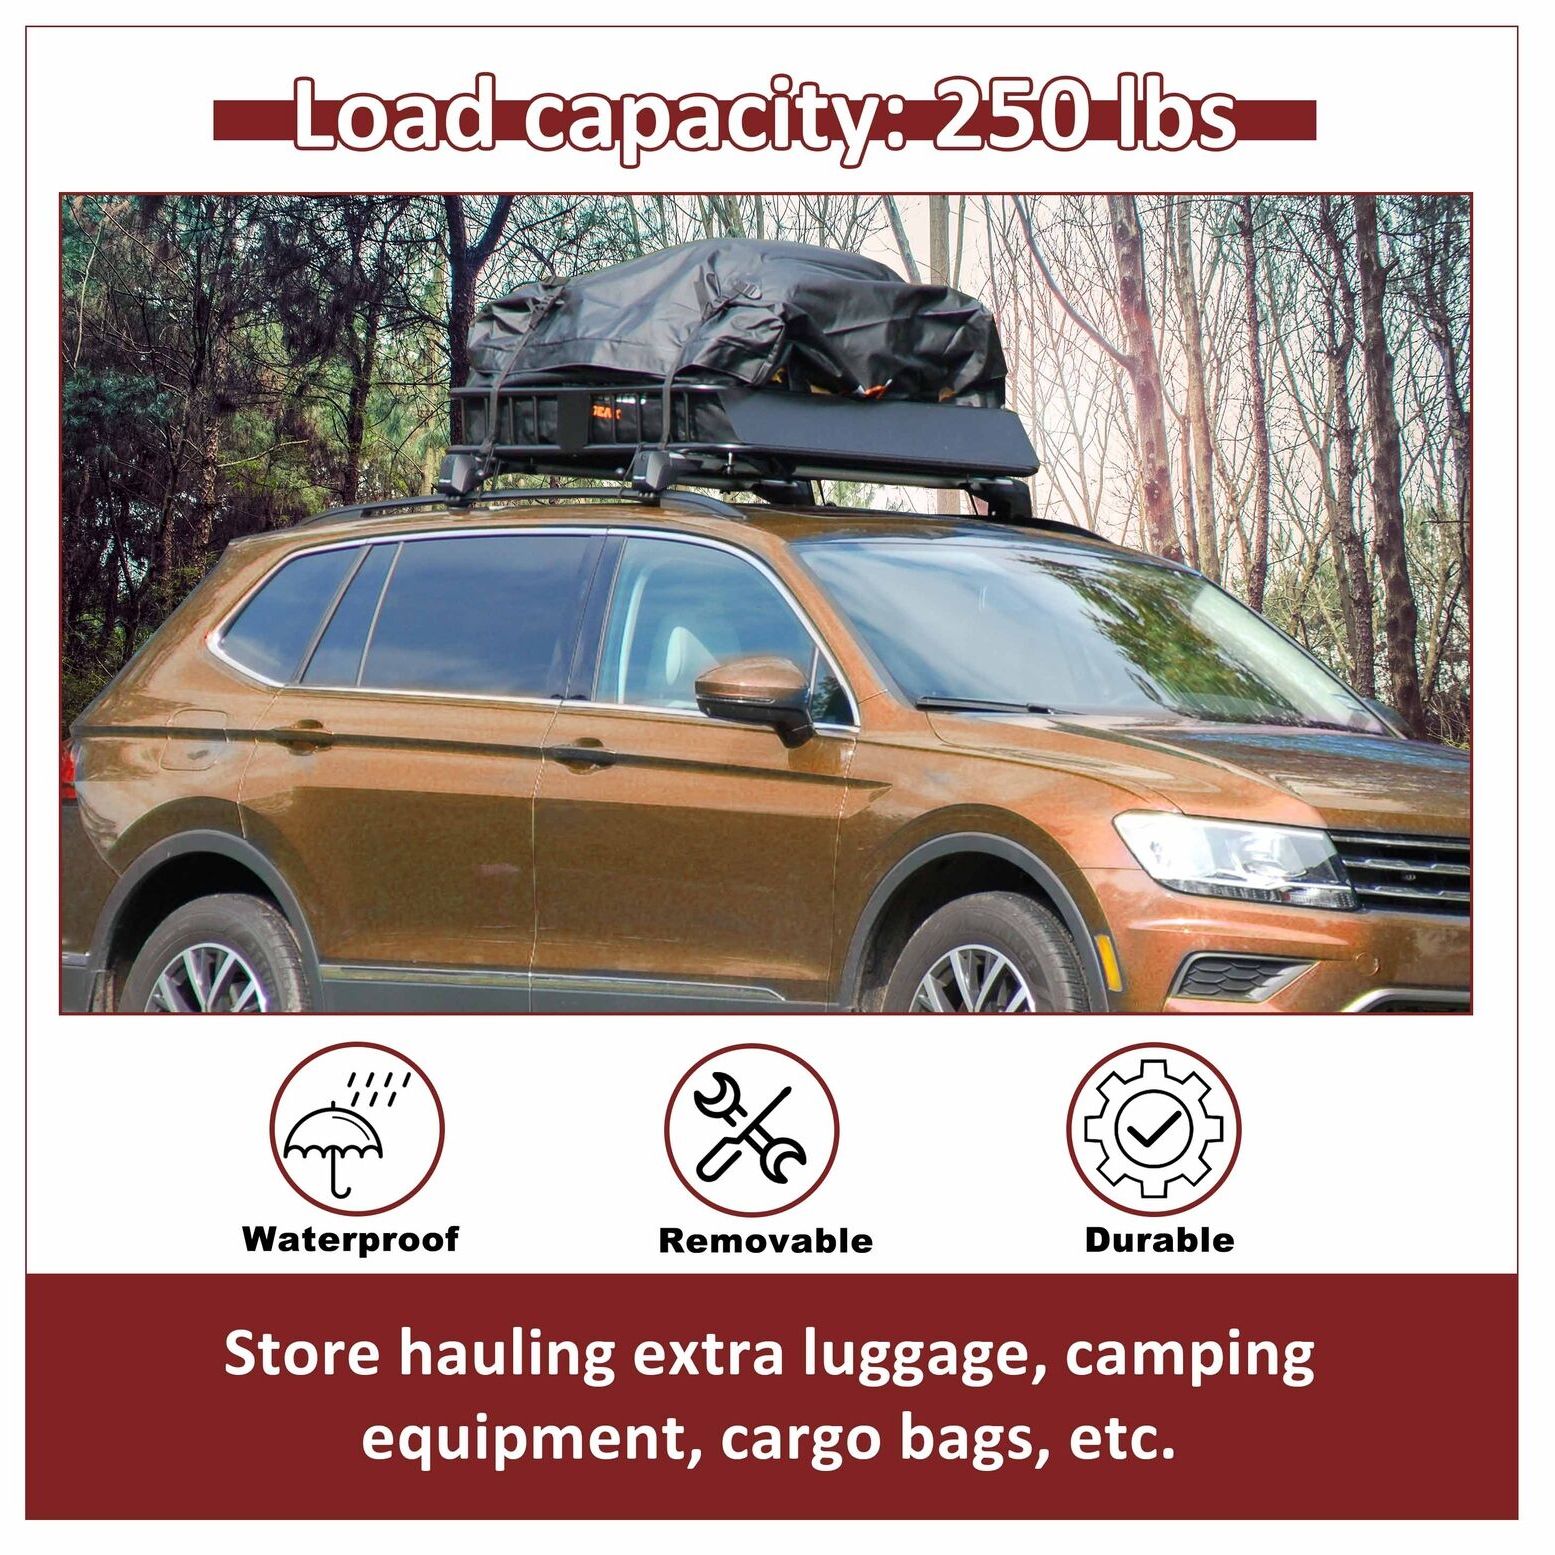 Load capacity: 250 lbs
Waterproof
Removable
Durable
Store hauling extra luggage, camping
equipment, cargo bags, etc.